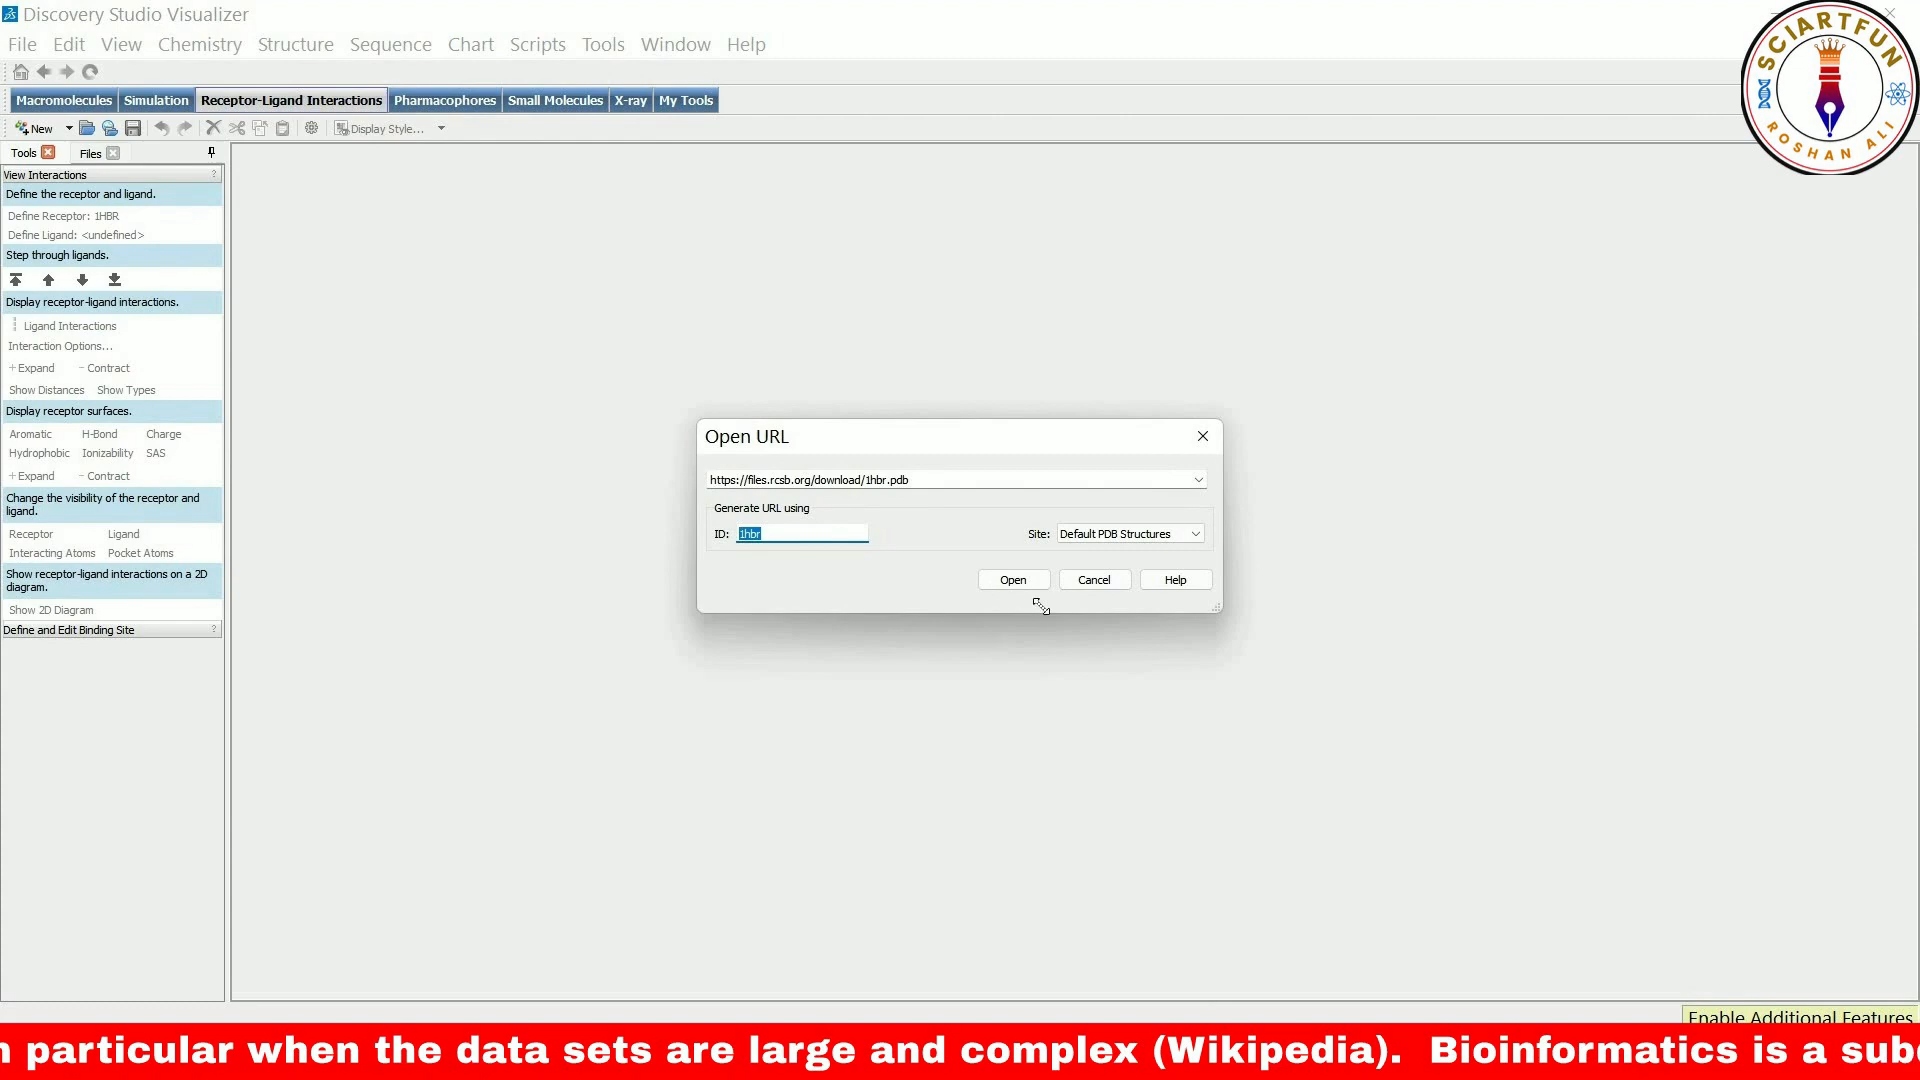 Discovery Studio Visualizer
File Edit View Chemistry Structure Sequence Chart Scripts Tools Window Help
Macromolecules Simulation Receptor-Ligand Interactions Pharmacophores Small Molecules X-ray My Tools
New Display Style...
Tools Files
View Interactions ?
Define the receptor and ligand.
Define Receptor: 1HBR
Define Ligand: <undefined>
Step through ligands.
Display receptor-ligand interactions.
Ligand Interactions
Interaction Options...
+Expand - Contract
Show Distances Show Types
Display receptor surfaces.
Aromatic H-Bond Charge
Hydrophobic Ionizability SAS
+Expand - Contract
Change the visibility of the receptor and
ligand.
Receptor Ligand
Interacting Atoms Pocket Atoms
Show receptor-ligand interactions on a 2D
diagram.
Show 2D Diagram
Define and Edit Binding Site ?
Open URL
https://files.rcsb.org/download/1hbr.pdb
Generate URL using
ID: 1hbr Site: Default PDB Structures
Open Cancel Help
SCIARTFUN
ROSHAN ALI
Enable Additional Features
n particular when the data sets are large and complex (Wikipedia). Bioinformatics is a sub